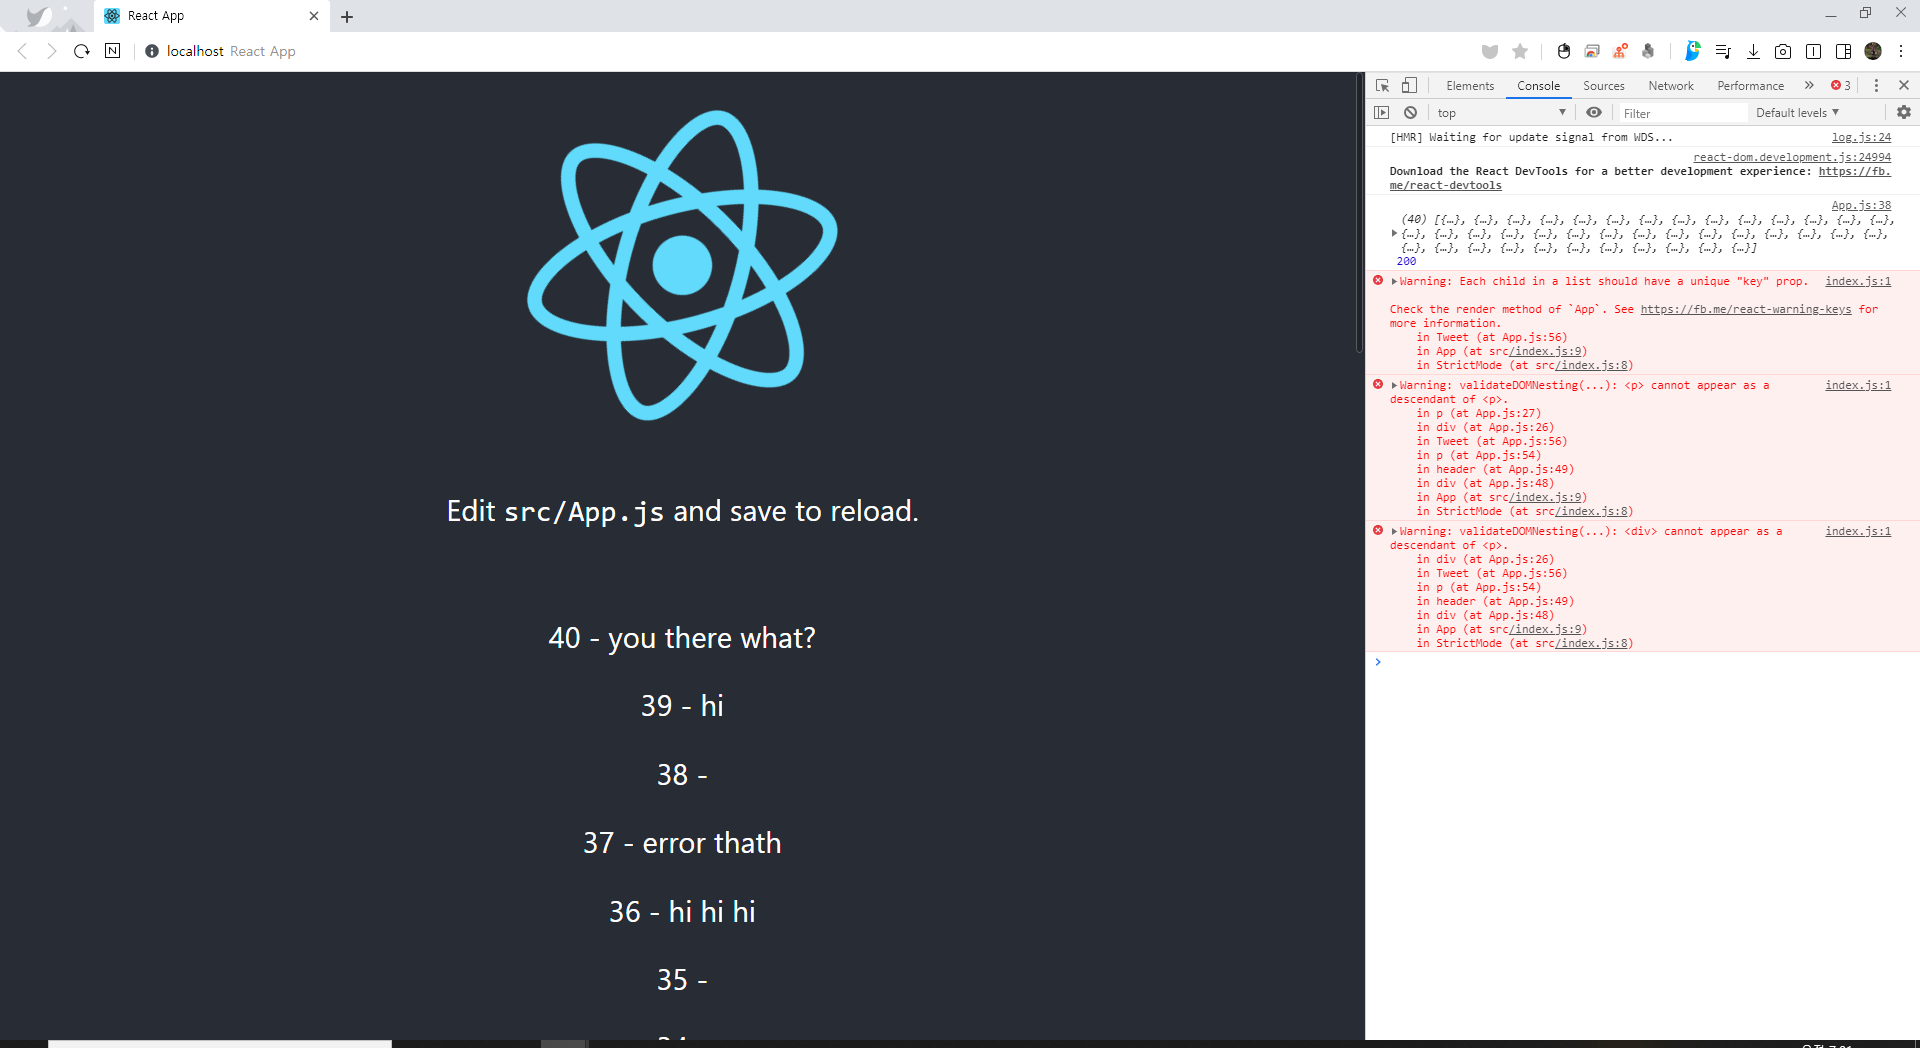 React App
N
localhost React App
Edit src/App.js and save to reload.
40 - you there what?
39 - hi
38 -
37 - error thath
36 - hi hi hi
35 -
Elements Console Sources Network Performance » 3
top Filter Default levels
[HMR] Waiting for update signal from WDS... log.js:24
react-dom.development.js:24994
Download the React DevTools for a better development experience: https://fb.
me/react-devtools
App.js:38
(40) [{…}, {…}, {…}, {…}, {…}, {…}, {…}, {…}, {…}, {…}, {…}, {…}, {…}, {…},
{…}, {…}, {…}, {…}, {…}, {…}, {…}, {…}, {…}, {…}, {…}, {…}, {…}, {…}, {…},
{…}, {…}, {…}, {…}, {…}, {…}, {…}, {…}, {…}, {…}, {…}]
200
Warning: Each child in a list should have a unique "key" prop. index.js:1
Check the render method of `App`. See https://fb.me/react-warning-keys for
more information.
in Tweet (at App.js:56)
in App (at src/index.js:9)
in StrictMode (at src/index.js:8)
Warning: validateDOMNesting(...): <p> cannot appear as a index.js:1
descendant of <p>.
in p (at App.js:27)
in div (at App.js:26)
in Tweet (at App.js:56)
in p (at App.js:54)
in header (at App.js:49)
in div (at App.js:48)
in App (at src/index.js:9)
in StrictMode (at src/index.js:8)
Warning: validateDOMNesting(...): <div> cannot appear as a index.js:1
descendant of <p>.
in div (at App.js:26)
in Tweet (at App.js:56)
in p (at App.js:54)
in header (at App.js:49)
in div (at App.js:48)
in App (at src/index.js:9)
in StrictMode (at src/index.js:8)